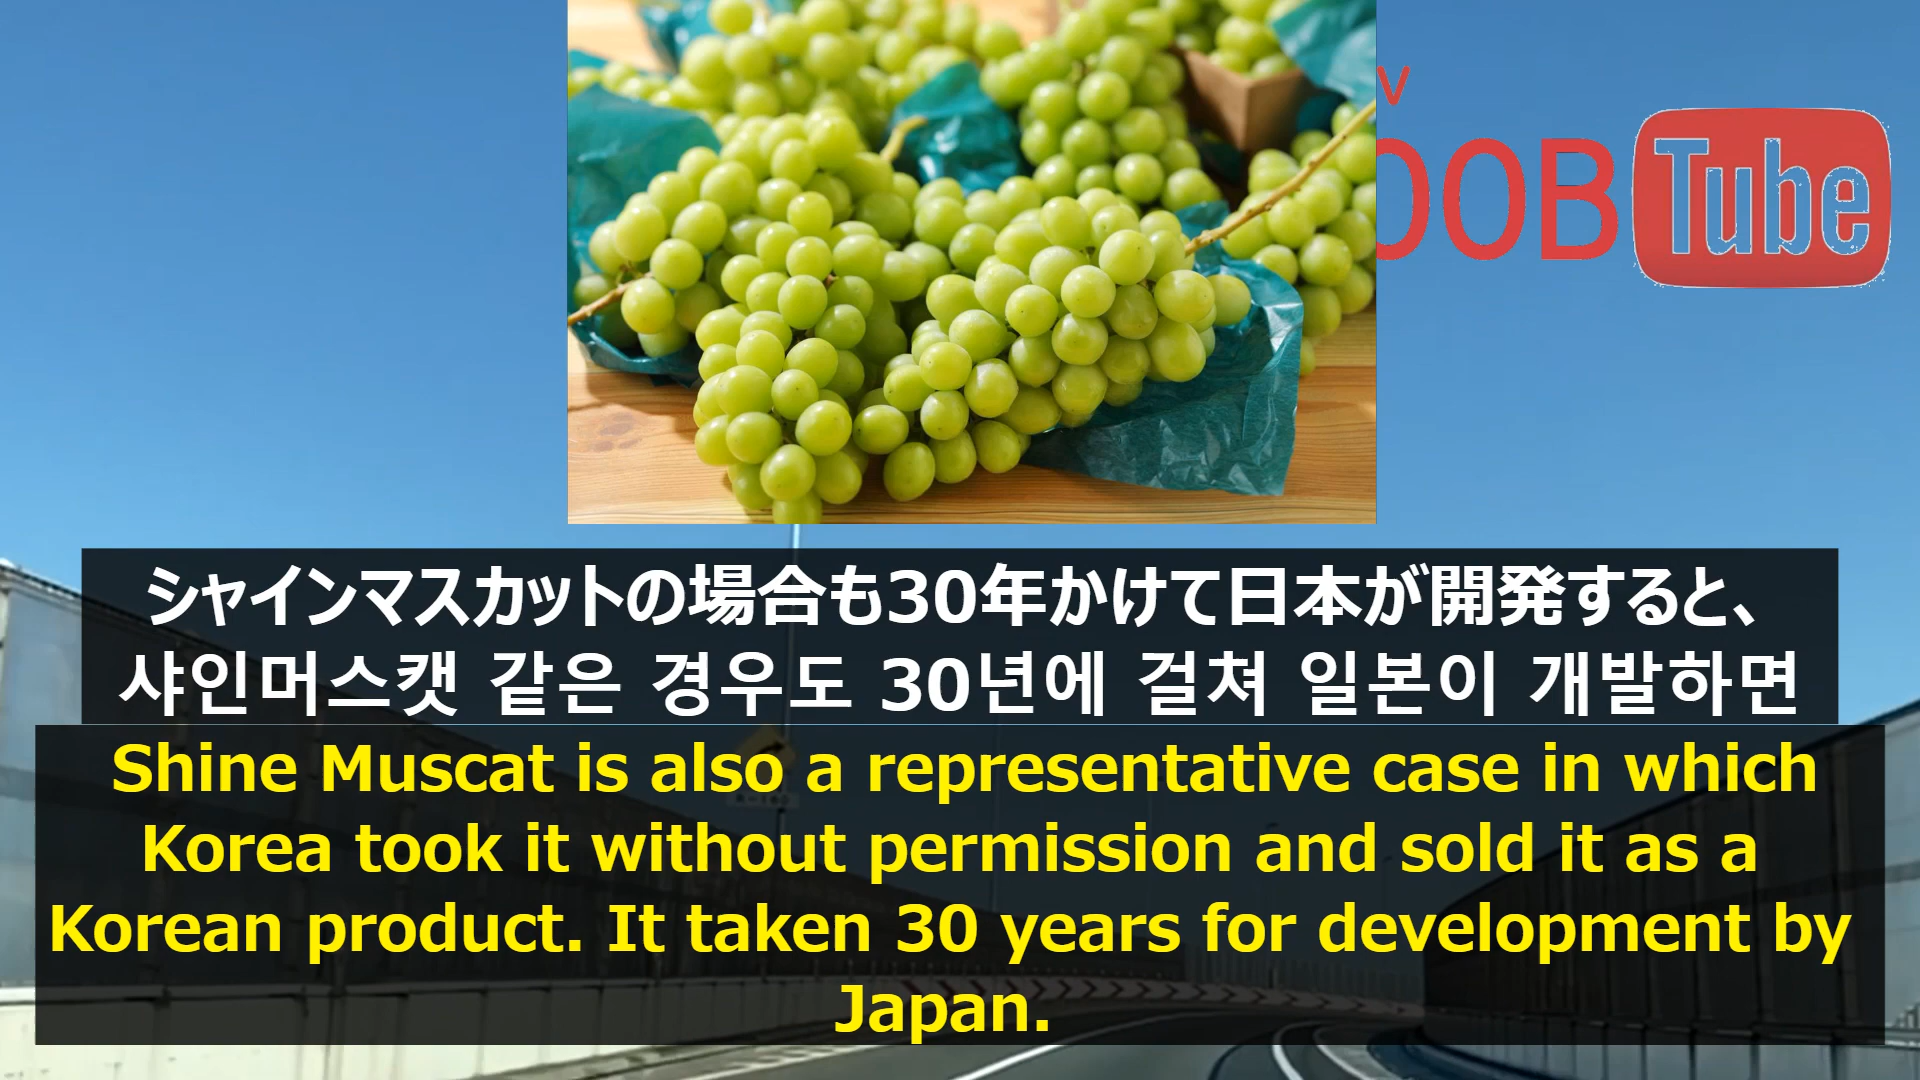 V
OOB Tube
シャインマスカットの場合も30年かけて日本が開発すると、
샤인머스캣 같은 경우도 30년에 걸쳐 일본이 개발하면
Shine Muscat is also a representative case in which
Korea took it without permission and sold it as a
Korean product. It taken 30 years for development by
Japan.